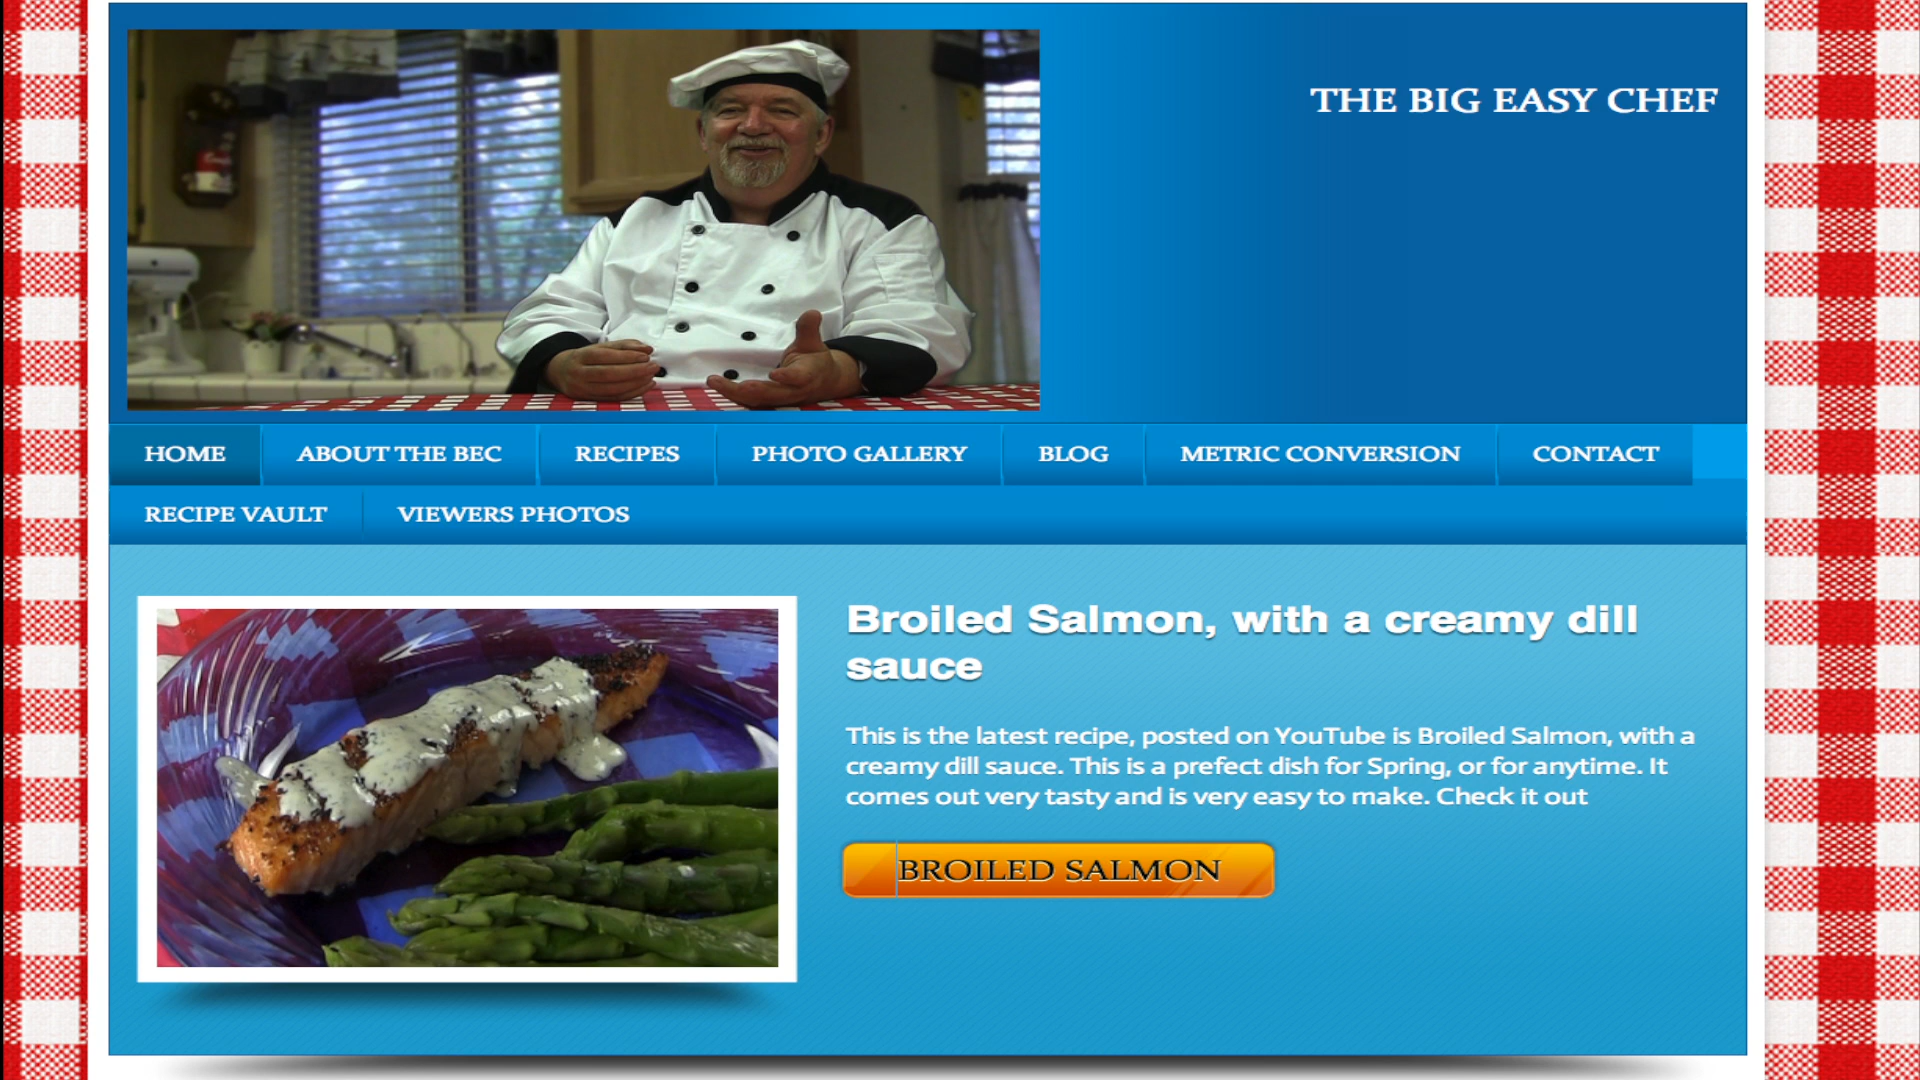 THE BIG EASY CHEF
HOME ABOUT THE BEC RECIPES PHOTO GALLERY BLOG METRIC CONVERSION CONTACT
RECIPE VAULT VIEWERS PHOTOS
Broiled Salmon, with a creamy dill
sauce
This is the latest recipe, posted on YouTube is Broiled Salmon, with a
creamy dill sauce. This is a prefect dish for Spring, or for anytime. It
comes out very tasty and is very easy to make. Check it out
BROILED SALMON